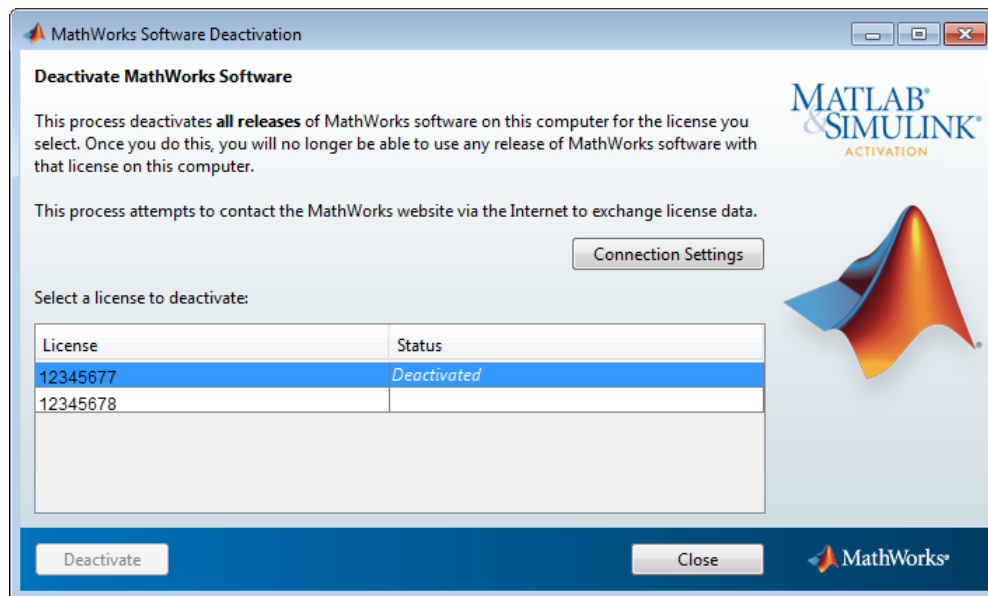 MathWorks Software Deactivation
Deactivate MathWorks Software
This process deactivates all releases of MathWorks software on this computer for the license you
select. Once you do this, you will no longer be able to use any release of MathWorks software with
that license on this computer.
This process attempts to contact the MathWorks website via the Internet to exchange license data.
Connection Settings
Select a license to deactivate:
License Status
12345677 Deactivated
12345678
MATLAB®
&SIMULINK®
ACTIVATION
®
Deactivate Close MathWorks®